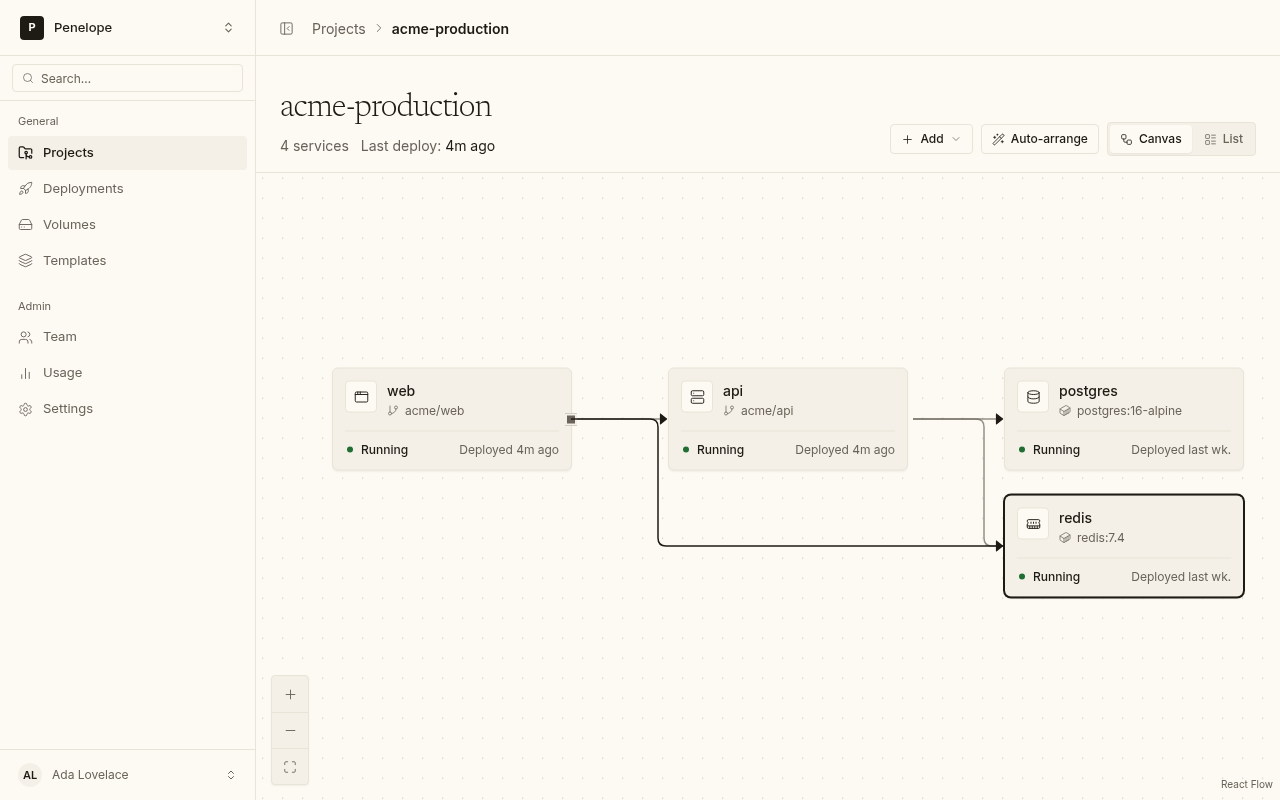 P Penelope
Search...
General
Projects
Deployments
Volumes
Templates
Admin
Team
Usage
Settings
AL Ada Lovelace
Projects > acme-production
acme-production
4 services Last deploy: 4m ago
Add
Auto-arrange
Canvas
List
web
acme/web
Running Deployed 4m ago
api
acme/api
Running Deployed 4m ago
postgres
postgres:16-alpine
Running Deployed last wk.
redis
redis:7.4
Running Deployed last wk.
React Flow